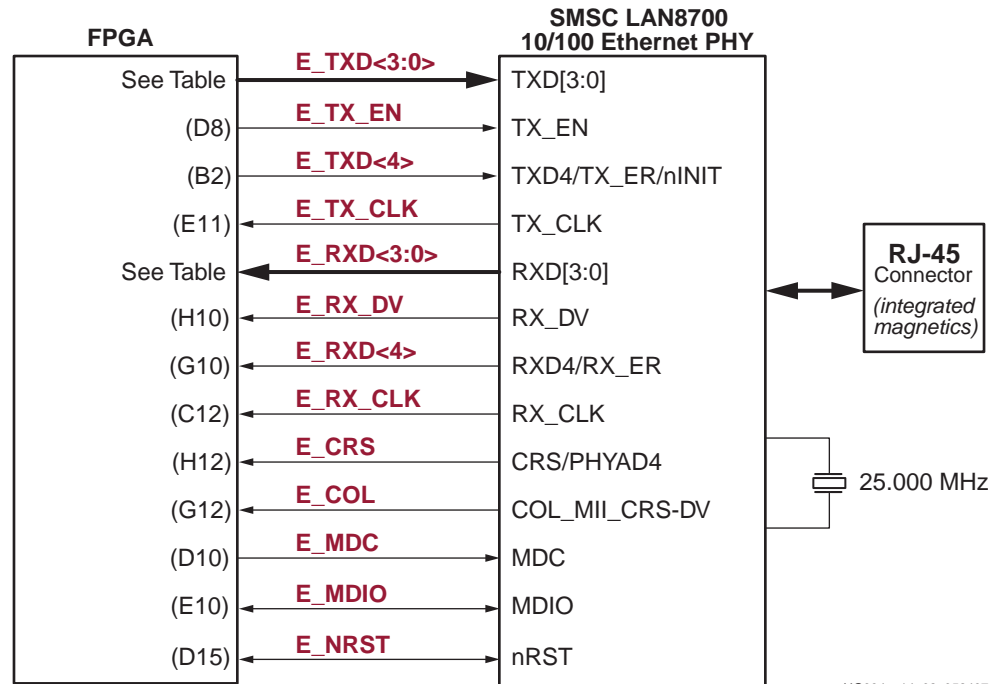 SMSC LAN8700
FPGA
10/100 Ethernet PHY
See Table E_TXD<3:0> TXD[3:0]
(D8) E_TX_EN TX_EN
(B2) E_TXD<4> TXD4/TX_ER/nINIT
(E11) E_TX_CLK TX_CLK
See Table E_RXD<3:0> RXD[3:0]
(H10) E_RX_DV RX_DV
(G10) E_RXD<4> RXD4/RX_ER
(C12) E_RX_CLK RX_CLK
(H12) E_CRS CRS/PHYAD4
(G12) E_COL COL_MII_CRS-DV
(D10) E_MDC MDC
(E10) E_MDIO MDIO
(D15) E_NRST nRST
RJ-45
Connector
(integrated
magnetics)
25.000 MHz